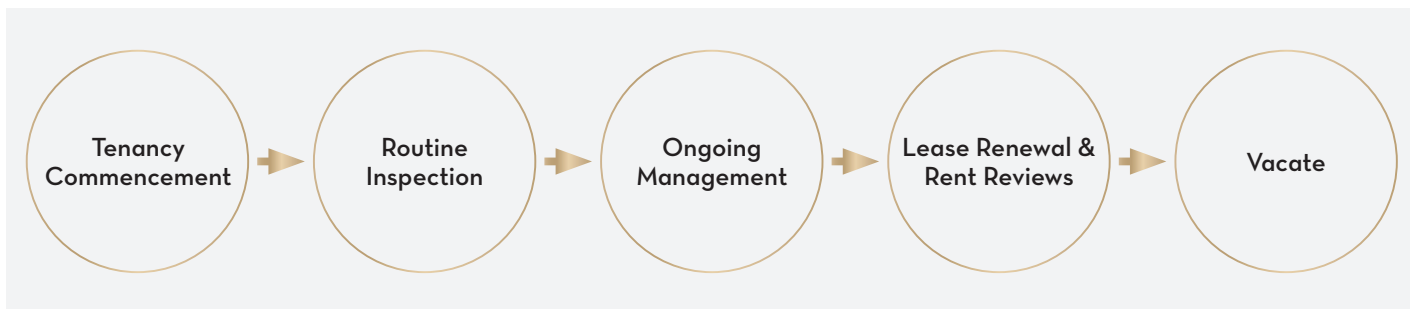 Tenancy
Commencement
Routine
Inspection
Ongoing
Management
Lease Renewal &
Rent Reviews
Vacate